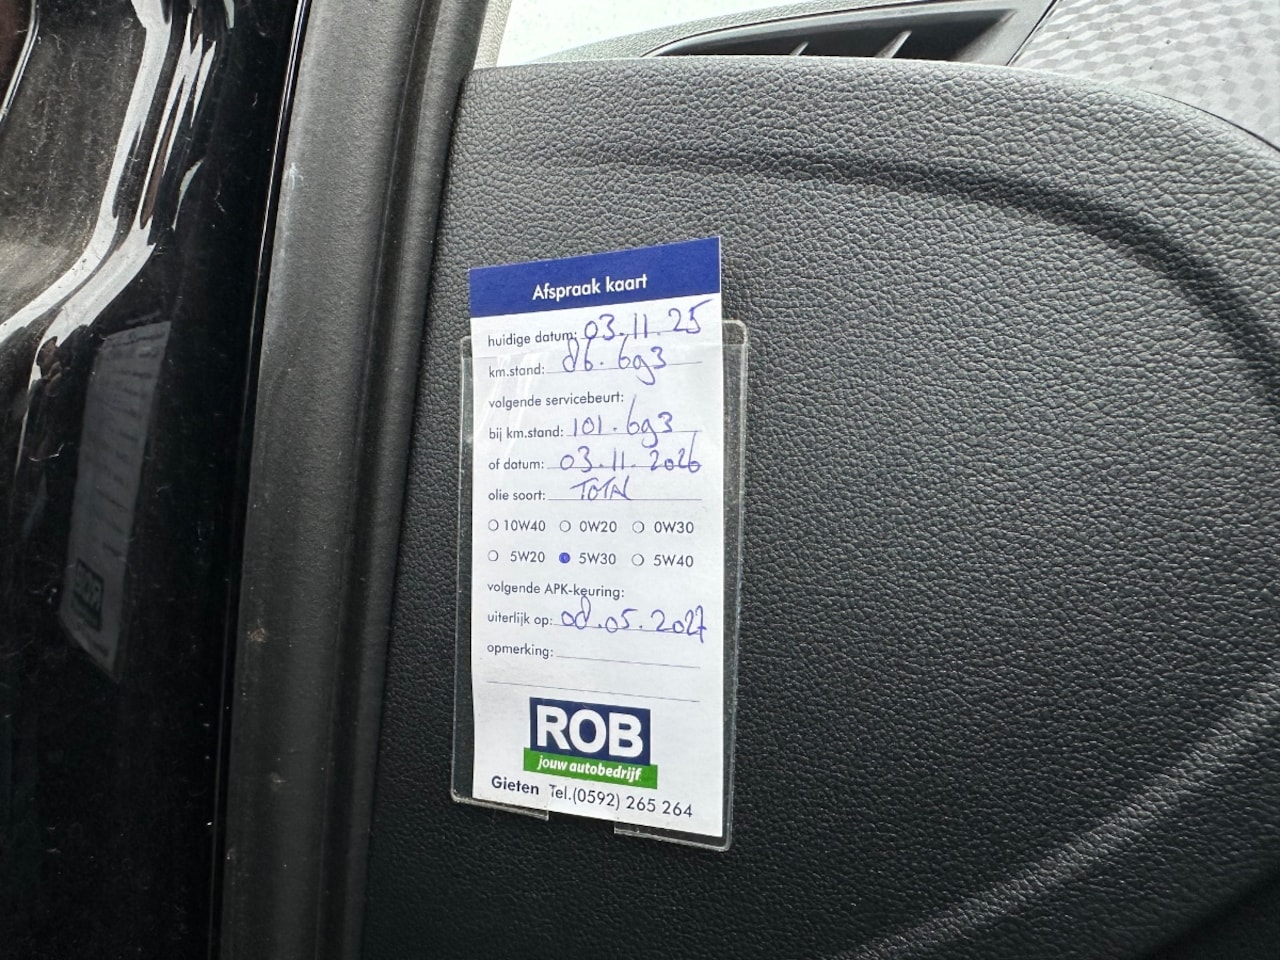 Afspraak kaart
huidige datum: 03.11.25
km.stand: 86.693
volgende servicebeurt:
bij km.stand: 101.693
of datum: 03.11.2026
olie soort: TOTAL
10W40 0W20 0W30
5W20 5W30 5W40
volgende APK-keuring:
uiterlijk op: 08.05.2027
opmerking:
ROB
jouw autobedrijf
Gieten Tel.(0592) 265 264